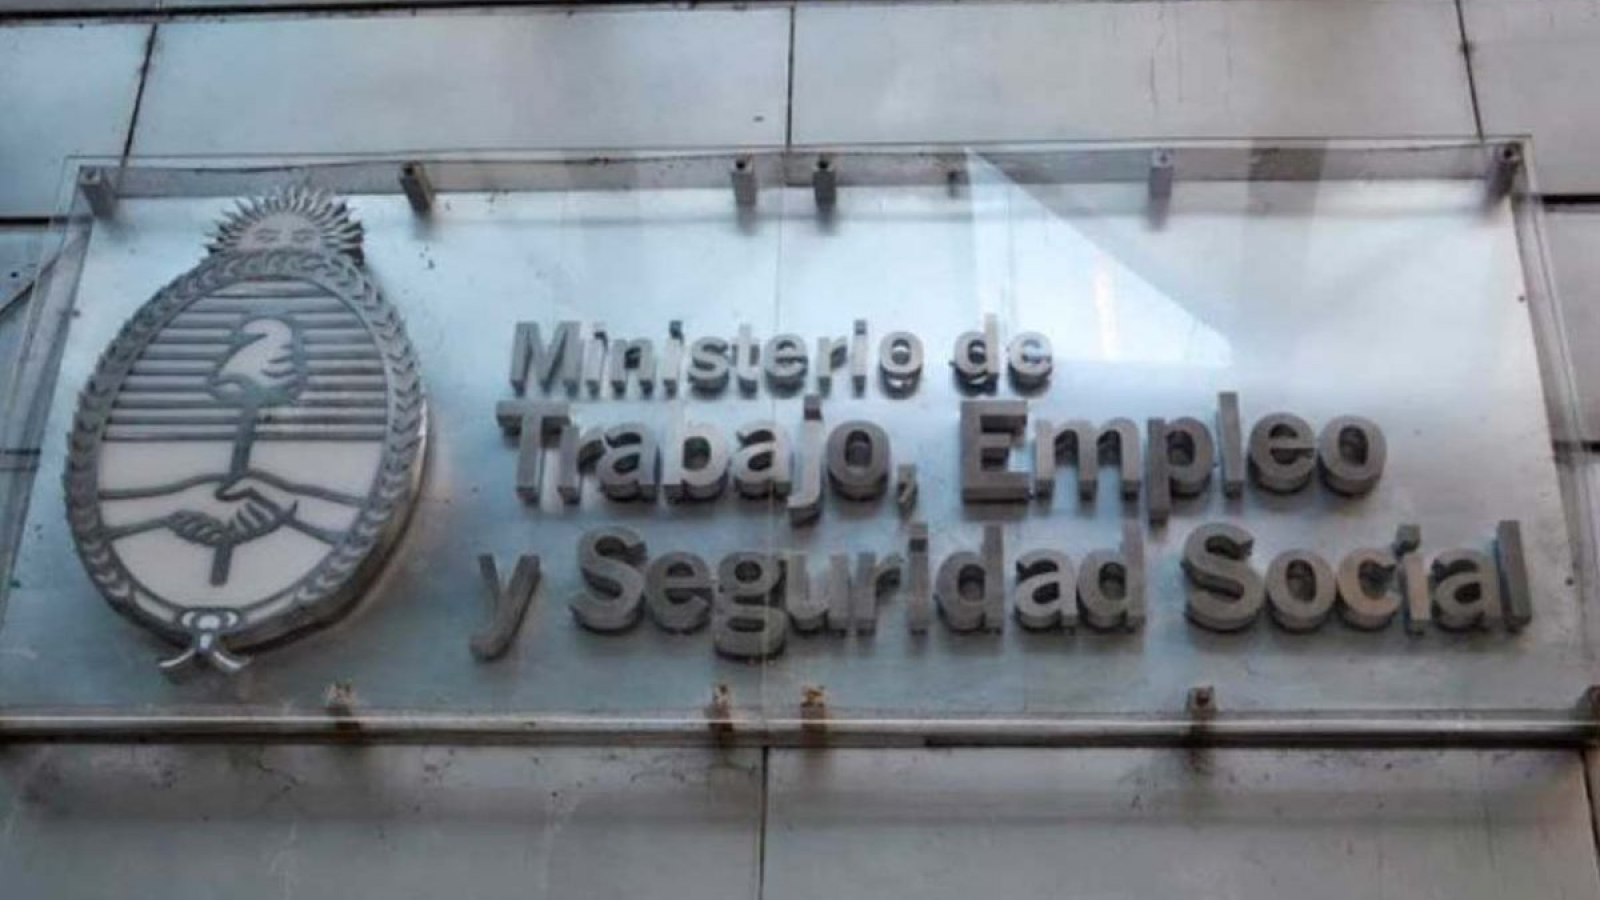 Ministerio de
Trabajo, Empleo
y Seguridad Social